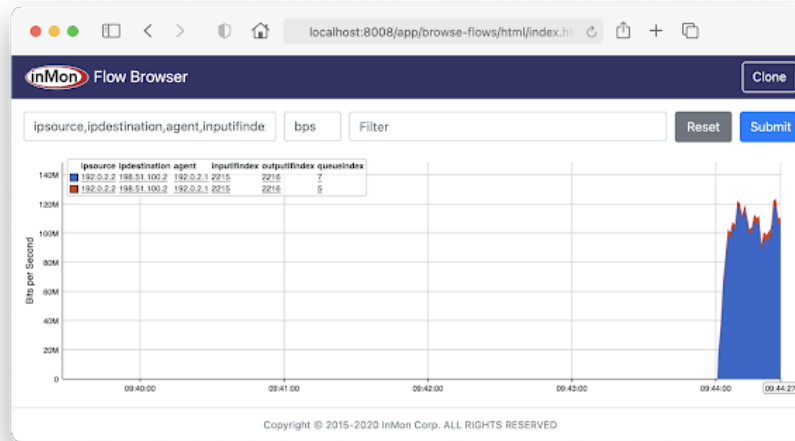 localhost:8008/app/browse-flows/html/index.h
inMon Flow Browser Clone
ipsource,ipdestination,agent,inputifinde bps Filter Reset Submit
ipsource ipdestination agent inputifindex outputifindex queueindex
192.0.2.2 198.51.100.2 192.0.2.1 2215 2216 7
192.0.2.2 198.51.100.2 192.0.2.1 2215 2216 5
Bits per Second
140M
120M
100M
80M
60M
40M
20M
0
09:40:00 09:41:00 09:42:00 09:43:00 09:44:00 09:44:27
Copyright © 2015-2020 InMon Corp. ALL RIGHTS RESERVED